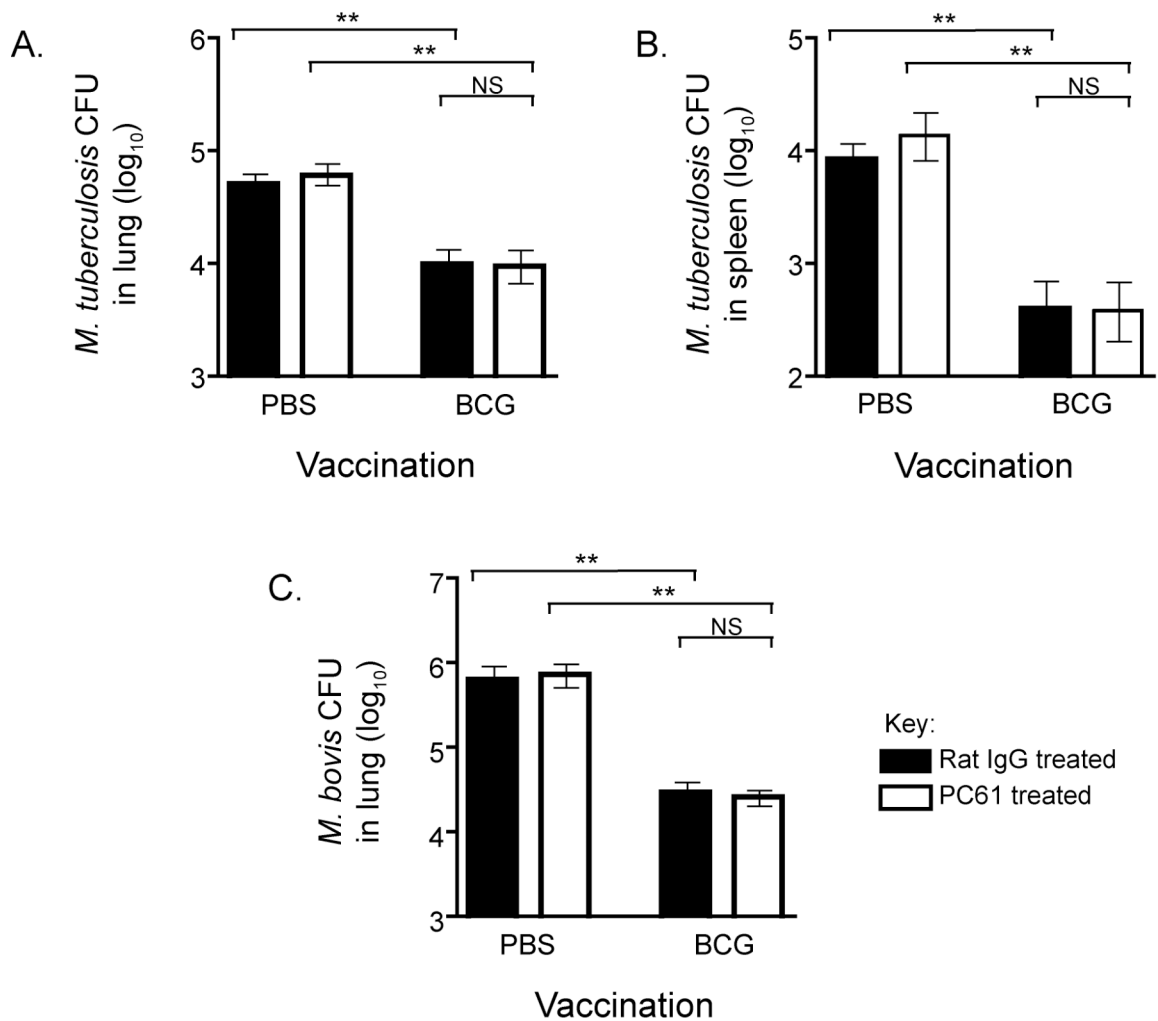 A.
M. tuberculosis CFU
in lung (log10)
6
5
4
3
**
**
NS
PBS BCG
Vaccination
B.
M. tuberculosis CFU
in spleen (log10)
5
4
3
2
**
**
NS
PBS BCG
Vaccination
C.
M. bovis CFU
in lung (log10)
7
6
5
4
3
**
**
NS
PBS BCG
Vaccination
Key:
Rat IgG treated
PC61 treated